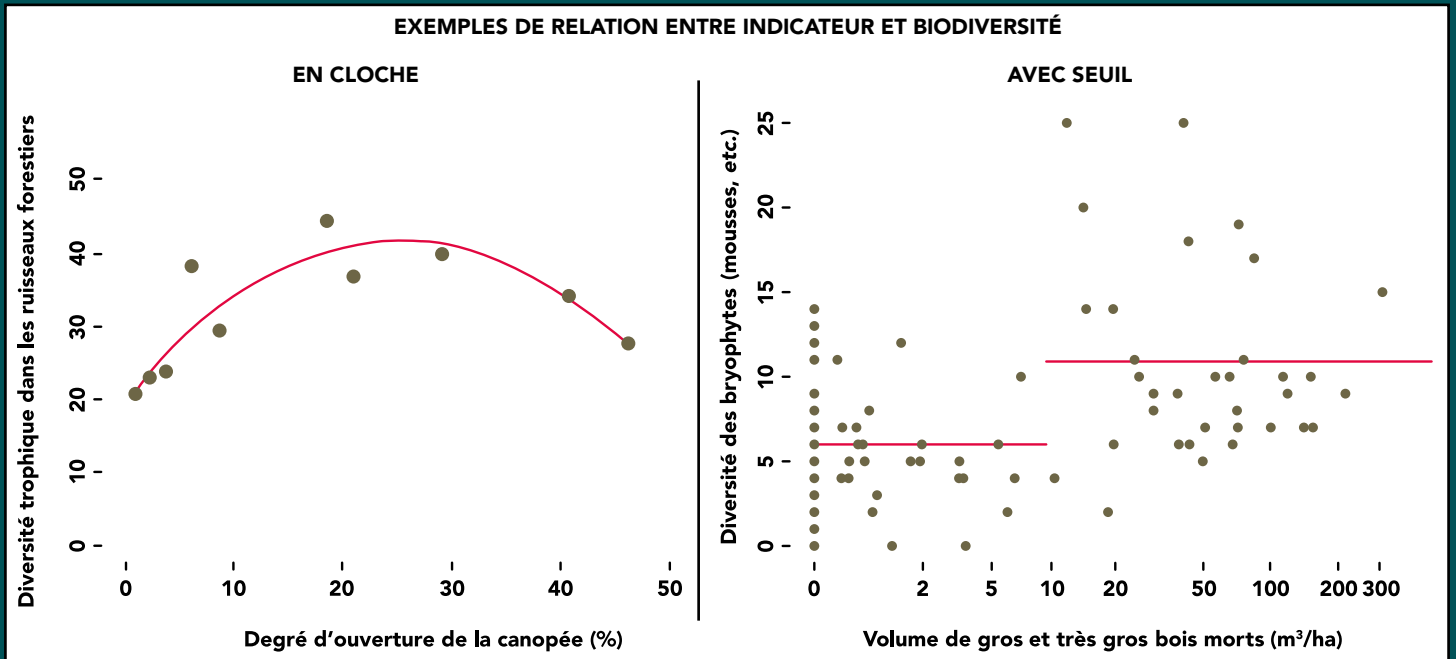 EXEMPLES DE RELATION ENTRE INDICATEUR ET BIODIVERSITÉ
EN CLOCHE
Diversité trophique dans les ruisseaux forestiers
50
40
30
20
10
0
0 10 20 30 40 50
Degré d'ouverture de la canopée (%)
AVEC SEUIL
Diversité des bryophytes (mousses, etc.)
25
20
15
10
5
0
0 2 5 10 20 50 100 200 300
Volume de gros et très gros bois morts (m³/ha)